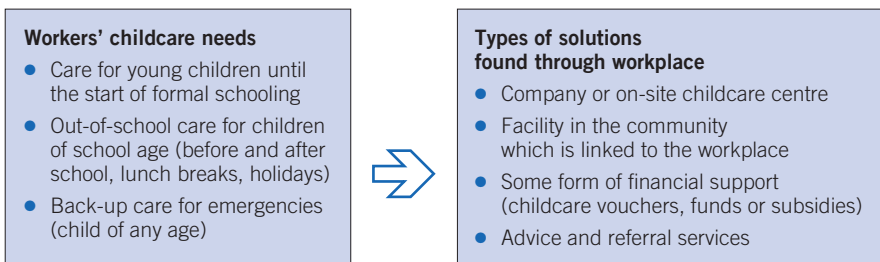 Workers’ childcare needs
● Care for young children until
the start of formal schooling
● Out-of-school care for children
of school age (before and after
school, lunch breaks, holidays)
● Back-up care for emergencies
(child of any age)
Types of solutions
found through workplace
● Company or on-site childcare centre
● Facility in the community
which is linked to the workplace
● Some form of financial support
(childcare vouchers, funds or subsidies)
● Advice and referral services